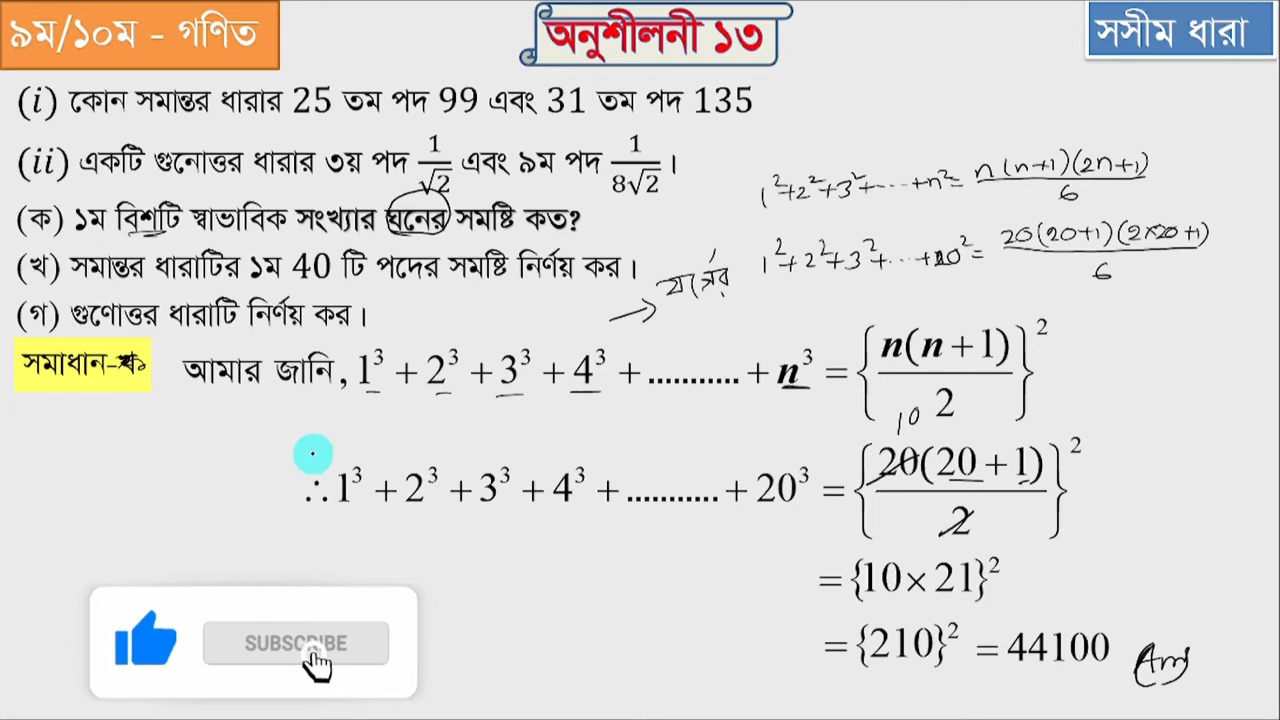 ৯ম/১০ম - গণিত
অনুশীলনী ১৩
সসীম ধারা
(i) কোন সমান্তর ধারার 25 তম পদ 99 এবং 31 তম পদ 135
(ii) একটি গুনোত্তর ধারার ৩য় পদ 1/√2 এবং ৯ম পদ 1/8√2 ।
1²+2²+3²+....+n² = n(n+1)(2n+1)/6
(ক) ১ম বিশটি স্বাভাবিক সংখ্যার ঘনের সমষ্টি কত?
1²+2²+3²+....+20² = 20(20+1)(2×20+1)/6
(খ) সমান্তর ধারাটির ১ম 40 টি পদের সমষ্টি নির্ণয় কর।
(গ) গুণোত্তর ধারাটি নির্ণয় কর।
সমাধান-ক
আমার জানি, 1³ + 2³ + 3³ + 4³ + ........... + n³ = {n(n+1)/2}²
10
∴ 1³ + 2³ + 3³ + 4³ + ........... + 20³ = {20(20+1)/2}²
= {10×21}²
= {210}² = 44100 Ans
SUBSCRIBE